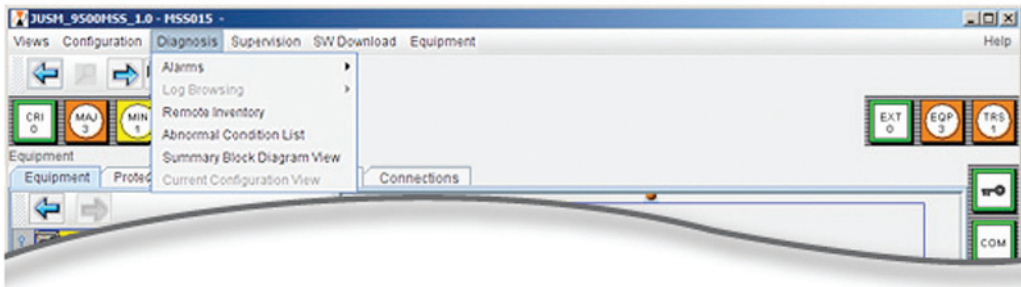 JUSM_9500MSS_1.0 - MSS015 -
Views Configuration Diagnosis Supervision SW Download Equipment Help
Alarms
Log Browsing
Remote Inventory
Abnormal Condition List
Summary Block Diagram View
Current Configuration View
CRI 0
MAJ 3
MIN 1
EXT 0
EQP 3
TRS 1
Equipment
Equipment Connections
COM